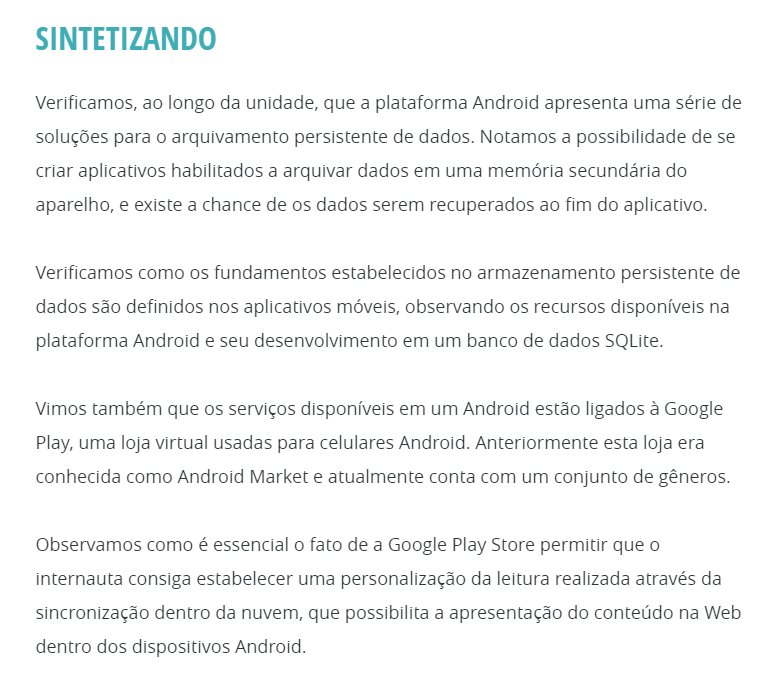 SINTETIZANDO
Verificamos, ao longo da unidade, que a plataforma Android apresenta uma série de
soluções para o arquivamento persistente de dados. Notamos a possibilidade de se
criar aplicativos habilitados a arquivar dados em uma memória secundária do
aparelho, e existe a chance de os dados serem recuperados ao fim do aplicativo.
Verificamos como os fundamentos estabelecidos no armazenamento persistente de
dados são definidos nos aplicativos móveis, observando os recursos disponíveis na
plataforma Android e seu desenvolvimento em um banco de dados SQLite.
Vimos também que os serviços disponíveis em um Android estão ligados à Google
Play, uma loja virtual usadas para celulares Android. Anteriormente esta loja era
conhecida como Android Market e atualmente conta com um conjunto de gêneros.
Observamos como é essencial o fato de a Google Play Store permitir que o
internauta consiga estabelecer uma personalização da leitura realizada através da
sincronização dentro da nuvem, que possibilita a apresentação do conteúdo na Web
dentro dos dispositivos Android.